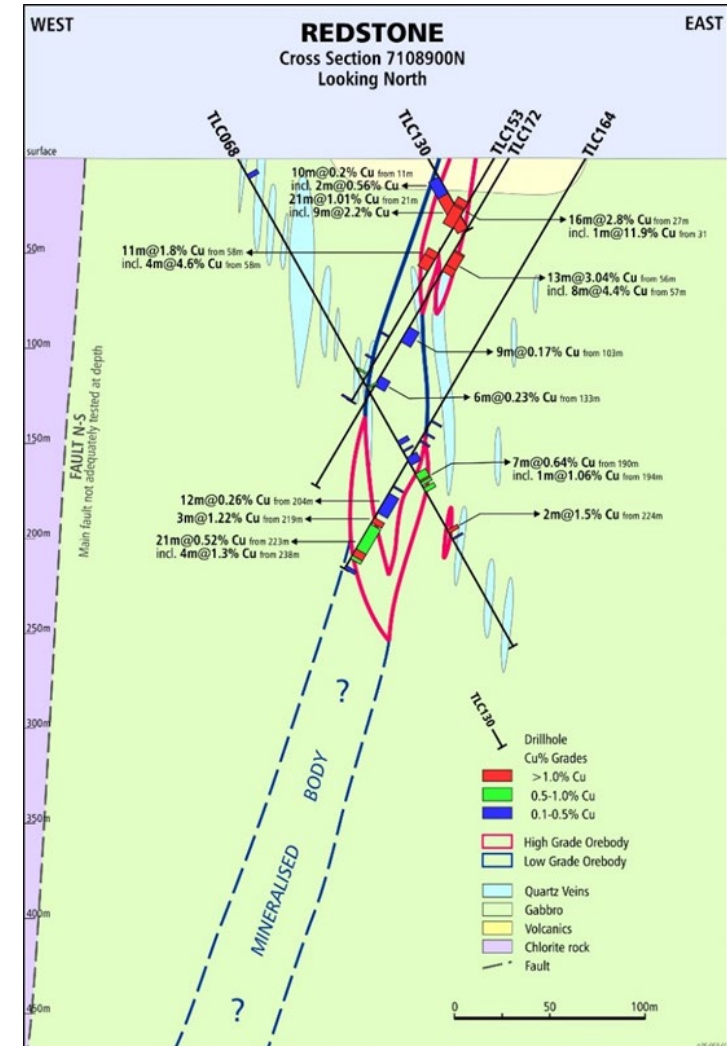 WEST
REDSTONE
EAST
Cross Section 7108900N
Looking North
TLC068
TLC130
TLC153
TLC172
TLC164
surface
10m@0.2% Cu from 11m
incl. 2m@0.56% Cu
21m@1.01% Cu from 21m
incl. 9m@2.2% Cu
16m@2.8% Cu from 27m
incl. 1m@11.9% Cu from 31
50m
11m@1.8% Cu from 58m
incl. 4m@4.6% Cu from 58m
13m@3.04% Cu from 56m
incl. 8m@4.4% Cu from 57m
100m
9m@0.17% Cu from 103m
6m@0.23% Cu from 133m
FAULT N-S
Main fault not adequately tested at depth
150m
7m@0.64% Cu from 190m
incl. 1m@1.06% Cu from 194m
12m@0.26% Cu from 204m
3m@1.22% Cu from 219m
2m@1.5% Cu from 224m
200m
21m@0.52% Cu from 223m
incl. 4m@1.3% Cu from 238m
250m
?
300m
MINERALISED BODY
350m
400m
?
450m
TLC130
Drillhole
Cu% Grades
>1.0% Cu
0.5-1.0% Cu
0.1-0.5% Cu
High Grade Orebody
Low Grade Orebody
Quartz Veins
Gabbro
Volcanics
Chlorite rock
Fault
0 50 100m